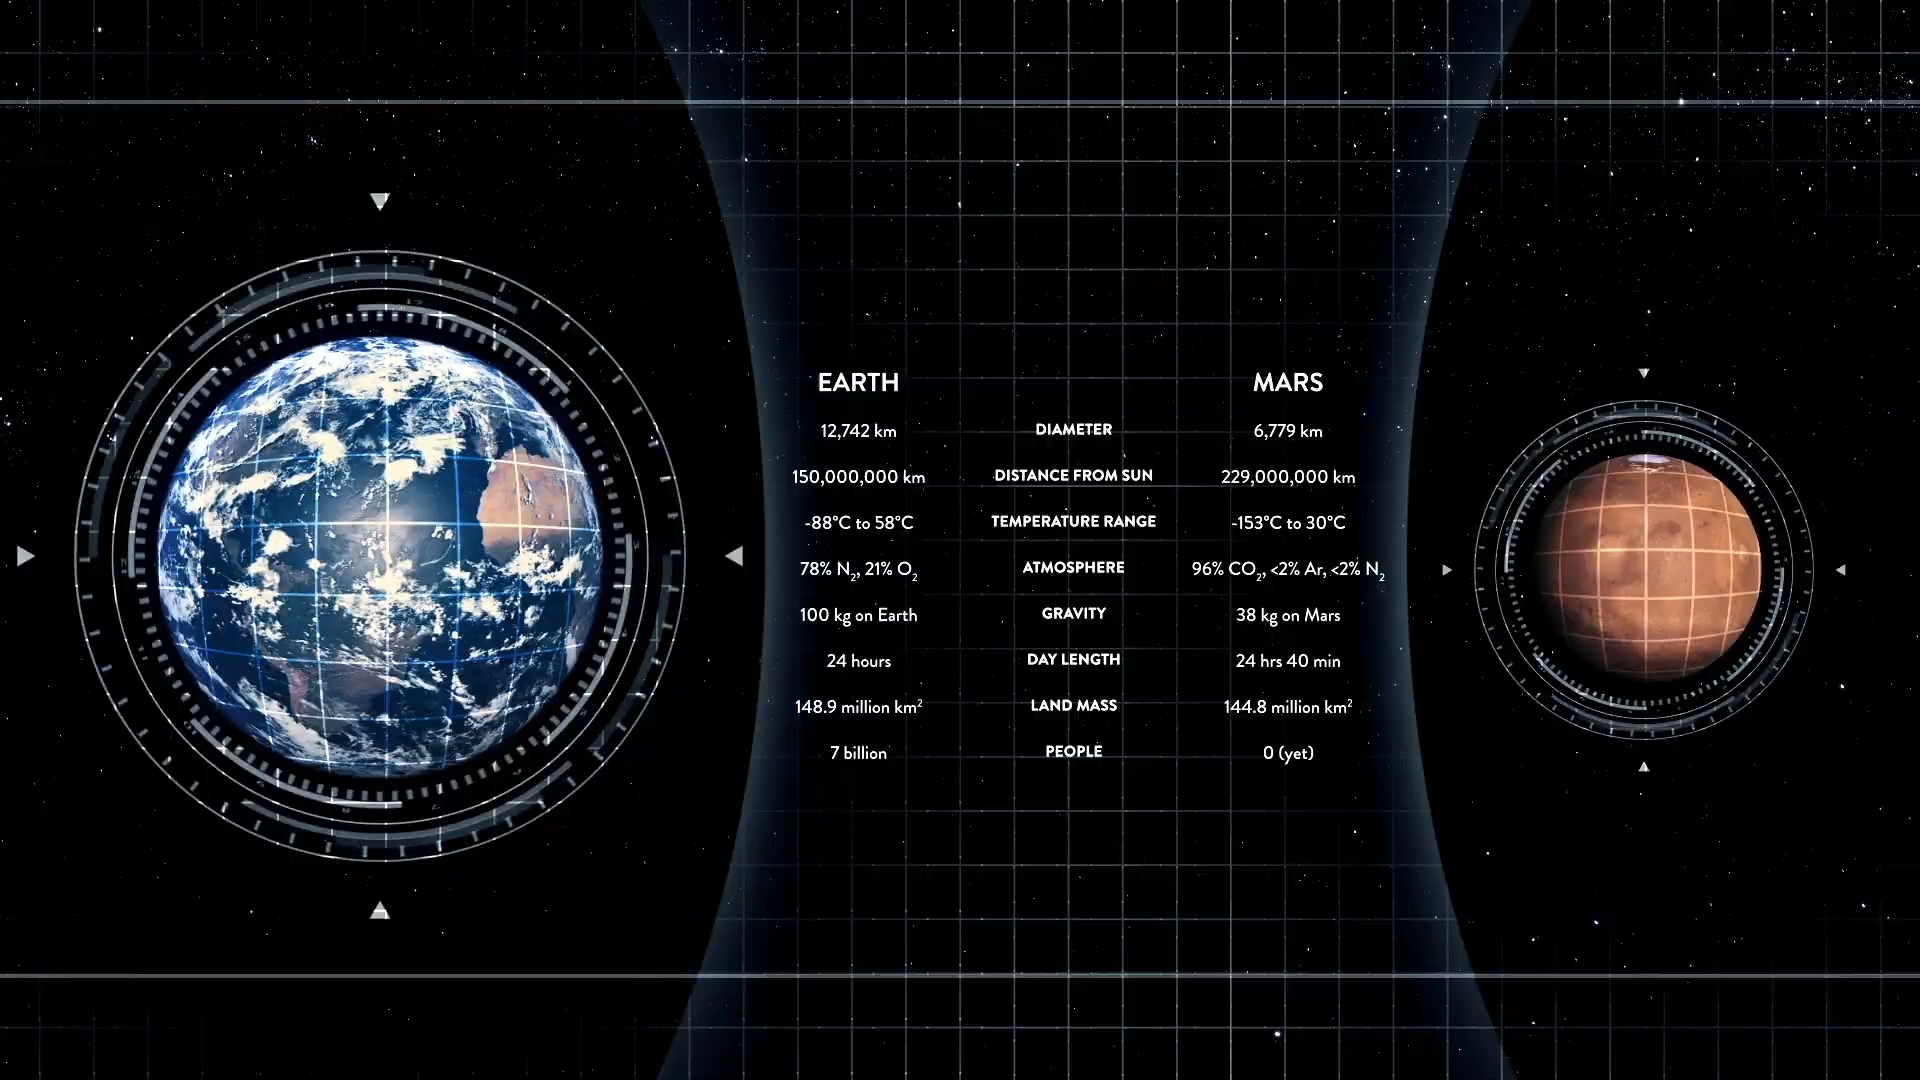 EARTH MARS
12,742 km DIAMETER 6,779 km
150,000,000 km DISTANCE FROM SUN 229,000,000 km
-88°C to 58°C TEMPERATURE RANGE -153°C to 30°C
78% N₂, 21% O₂ ATMOSPHERE 96% CO₂, <2% Ar, <2% N₂
100 kg on Earth GRAVITY 38 kg on Mars
24 hours DAY LENGTH 24 hrs 40 min
148.9 million km² LAND MASS 144.8 million km²
7 billion PEOPLE 0 (yet)